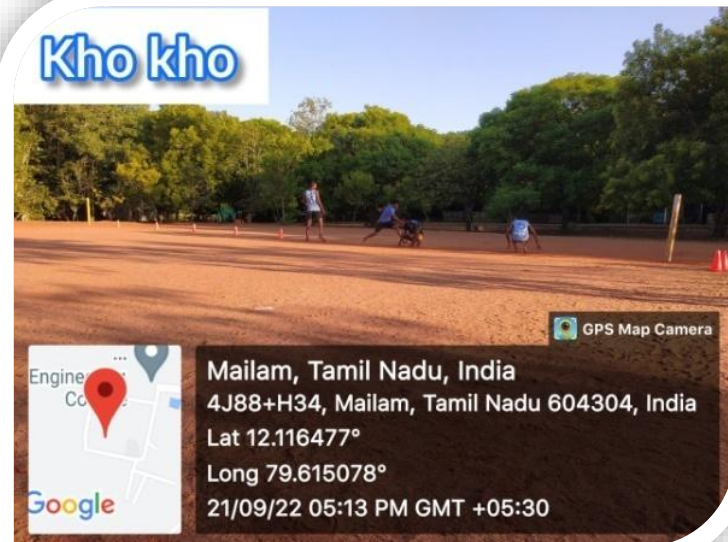 Kho kho
GPS Map Camera
Mailam, Tamil Nadu, India
4J88+H34, Mailam, Tamil Nadu 604304, India
Lat 12.116477°
Long 79.615078°
21/09/22 05:13 PM GMT +05:30
Google